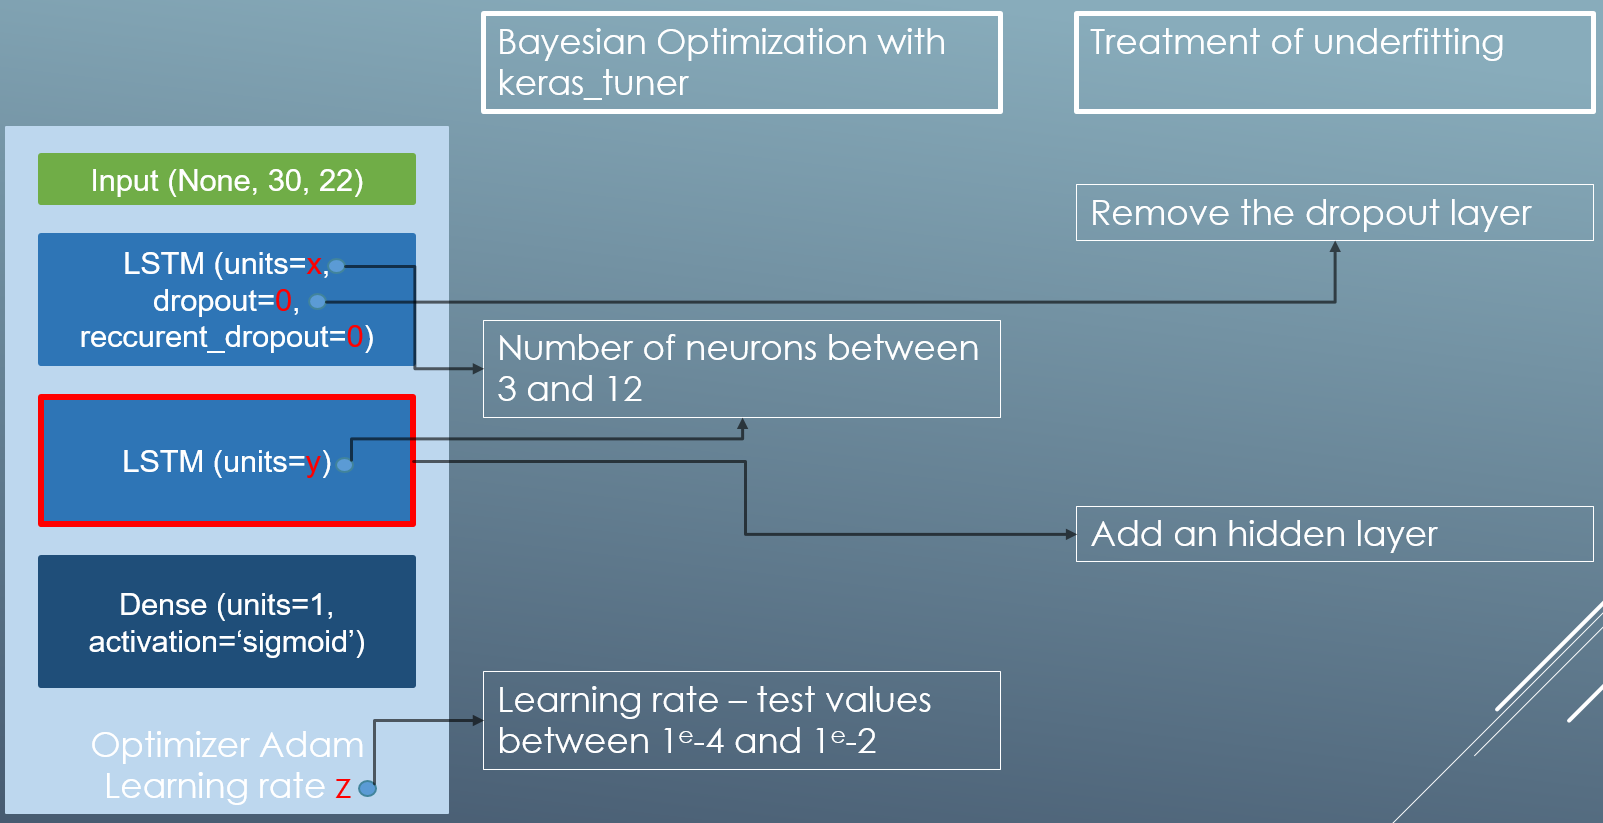 Bayesian Optimization with
keras_tuner
Treatment of underfitting
Input (None, 30, 22)
LSTM (units=x,
dropout=0,
reccurent_dropout=0)
Remove the dropout layer
Number of neurons between
3 and 12
LSTM (units=y)
Add an hidden layer
Dense (units=1,
activation=‘sigmoid’)
Learning rate – test values
between 1ᵉ-4 and 1ᵉ-2
Optimizer Adam
Learning rate z